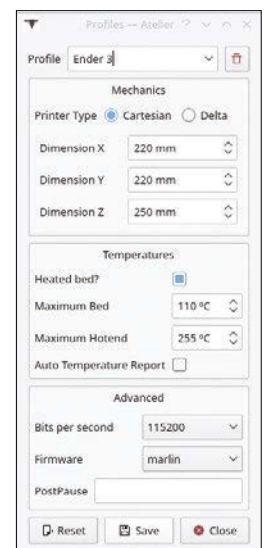 Profiles — Atelier
Profile Ender 3
Mechanics
Printer Type Cartesian Delta
Dimension X 220 mm
Dimension Y 220 mm
Dimension Z 250 mm
Temperatures
Heated bed?
Maximum Bed 110 ºC
Maximum Hotend 255 ºC
Auto Temperature Report
Advanced
Bits per second 115200
Firmware marlin
PostPause
Reset Save Close